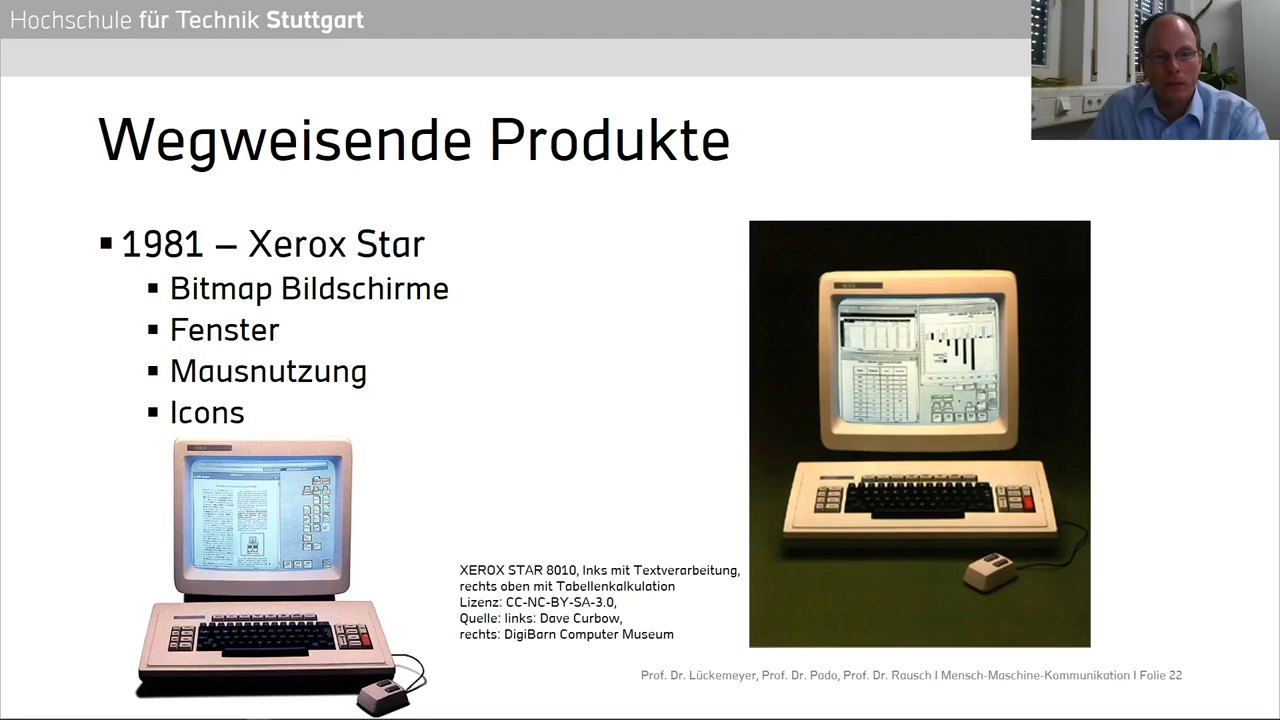 Hochschule für Technik Stuttgart
Wegweisende Produkte
▪ 1981 – Xerox Star
▪ Bitmap Bildschirme
▪ Fenster
▪ Mausnutzung
▪ Icons
XEROX STAR 8010, lnks mit Textverarbeitung,
rechts oben mit Tabellenkalkulation
Lizenz: CC-NC-BY-SA-3.0,
Quelle: links: Dave Curbow,
rechts: DigiBarn Computer Museum
Prof. Dr. Lückemeyer, Prof. Dr. Pado, Prof. Dr. Rausch I Mensch-Maschine-Kommunikation I Folie 22